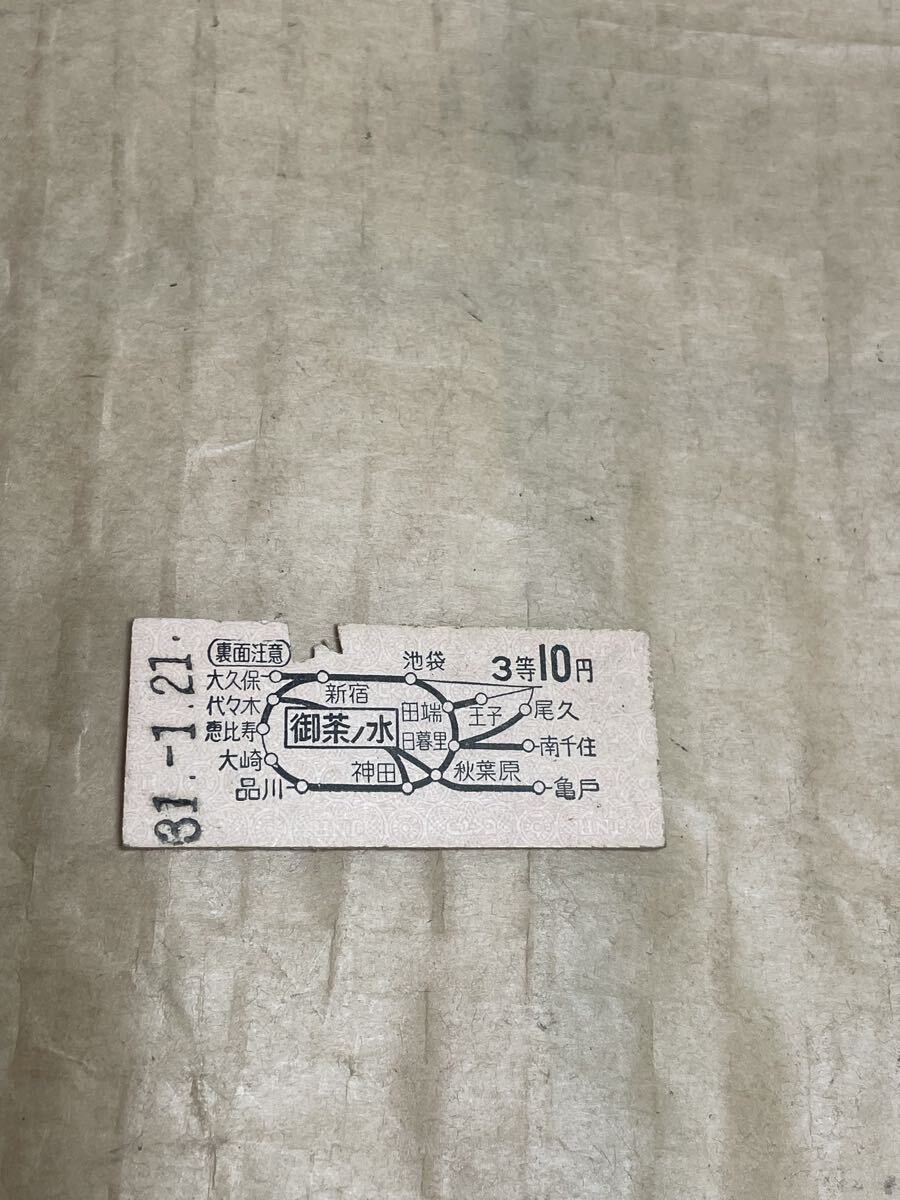 31.-1.21.
裏面注意
池袋
3等10円
大久保
新宿
代々木
田端
王子
尾久
恵比寿
御茶ノ水
日暮里
南千住
大崎
神田
秋葉原
品川
亀戸